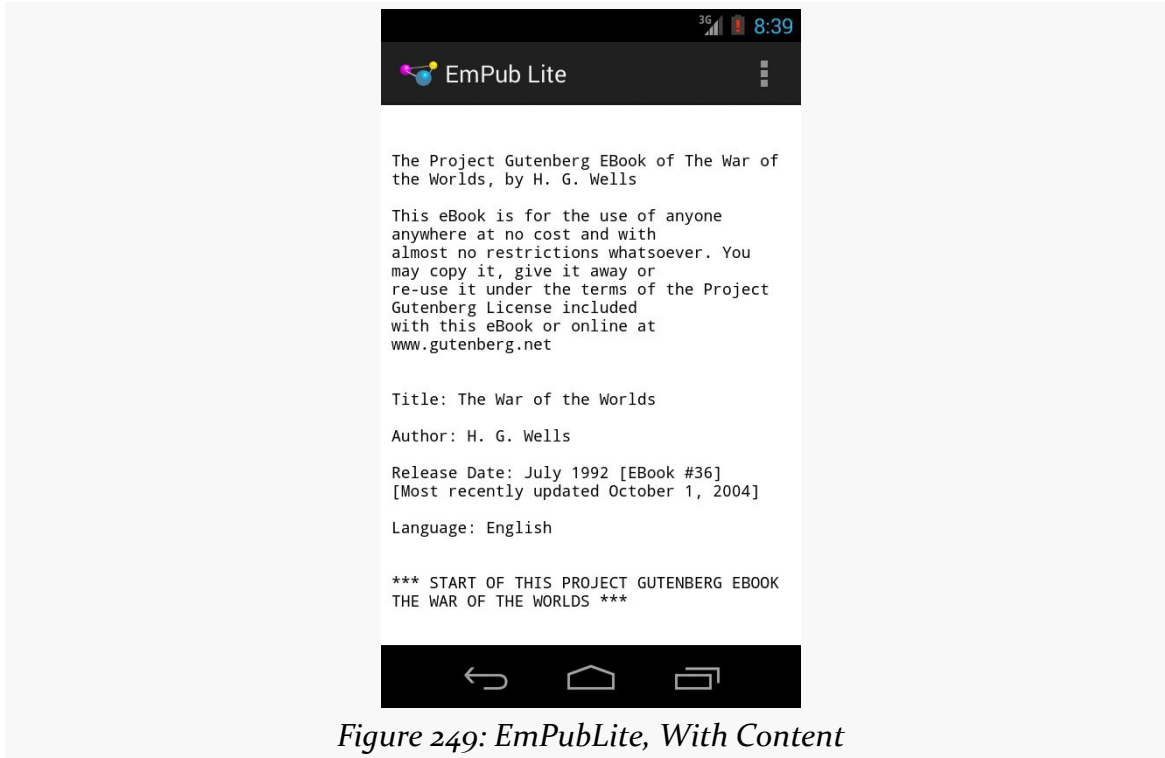 3G 8:39
EmPub Lite
The Project Gutenberg EBook of The War of
the Worlds, by H. G. Wells
This eBook is for the use of anyone
anywhere at no cost and with
almost no restrictions whatsoever. You
may copy it, give it away or
re-use it under the terms of the Project
Gutenberg License included
with this eBook or online at
www.gutenberg.net
Title: The War of the Worlds
Author: H. G. Wells
Release Date: July 1992 [EBook #36]
[Most recently updated October 1, 2004]
Language: English
*** START OF THIS PROJECT GUTENBERG EBOOK
THE WAR OF THE WORLDS ***
Figure 249: EmPubLite, With Content